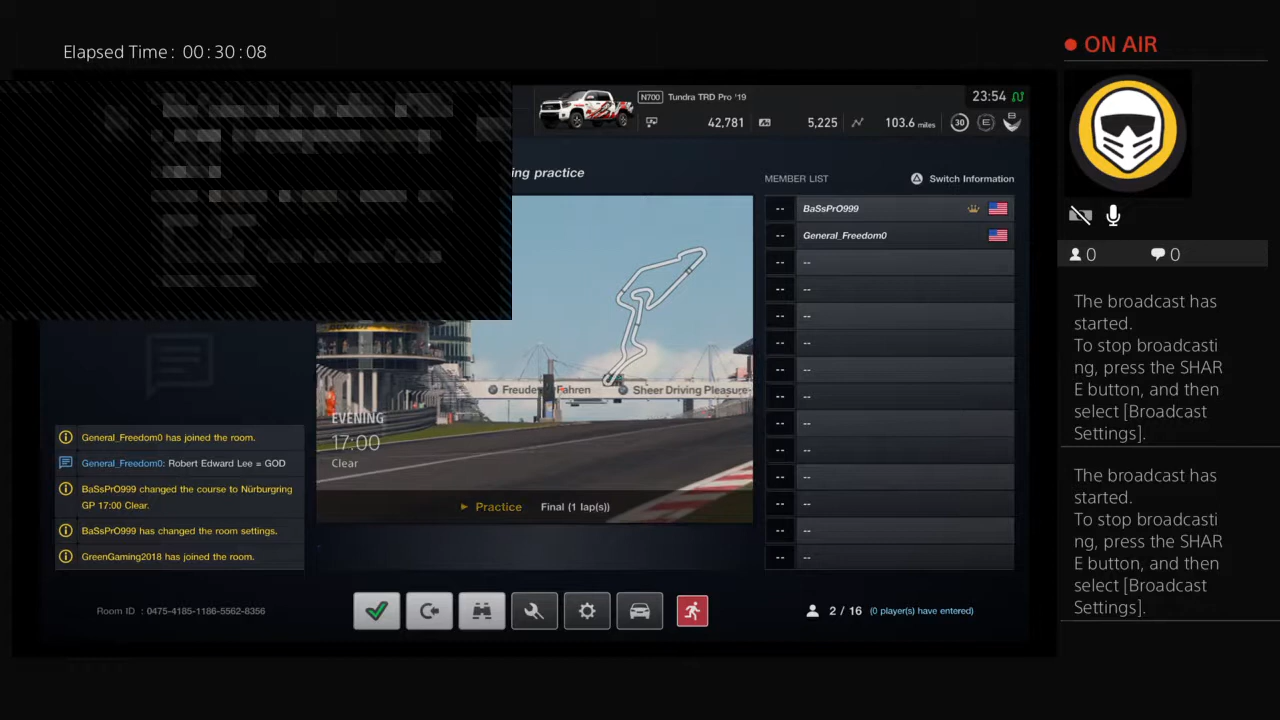 Elapsed Time: 00:30:08
ON AIR
N700 Tundra TRD Pro '19
23:54
42,781
5,225
103.6 miles
30
E
B
ing practice
MEMBER LIST
Switch Information
-- BaSsPrO999
-- General_Freedom0
-- --
-- --
-- --
-- --
-- --
-- --
-- --
-- --
-- --
-- --
-- --
-- --
0
0
The broadcast has
started.
To stop broadcasti
ng, press the SHAR
E button, and then
select [Broadcast
Settings].
The broadcast has
started.
To stop broadcasti
ng, press the SHAR
E button, and then
select [Broadcast
Settings].
Sheer Driving Pleasure
EVENING
17:00
Clear
Practice Final (1 lap(s))
General_Freedom0 has joined the room.
General_Freedom0: Robert Edward Lee = GOD
BaSsPrO999 changed the course to Nürburgring
GP 17:00 Clear.
BaSsPrO999 has changed the room settings.
GreenGaming2018 has joined the room.
Room ID : 0475-4185-1186-5562-8356
2 / 16 (0 player(s) have entered)